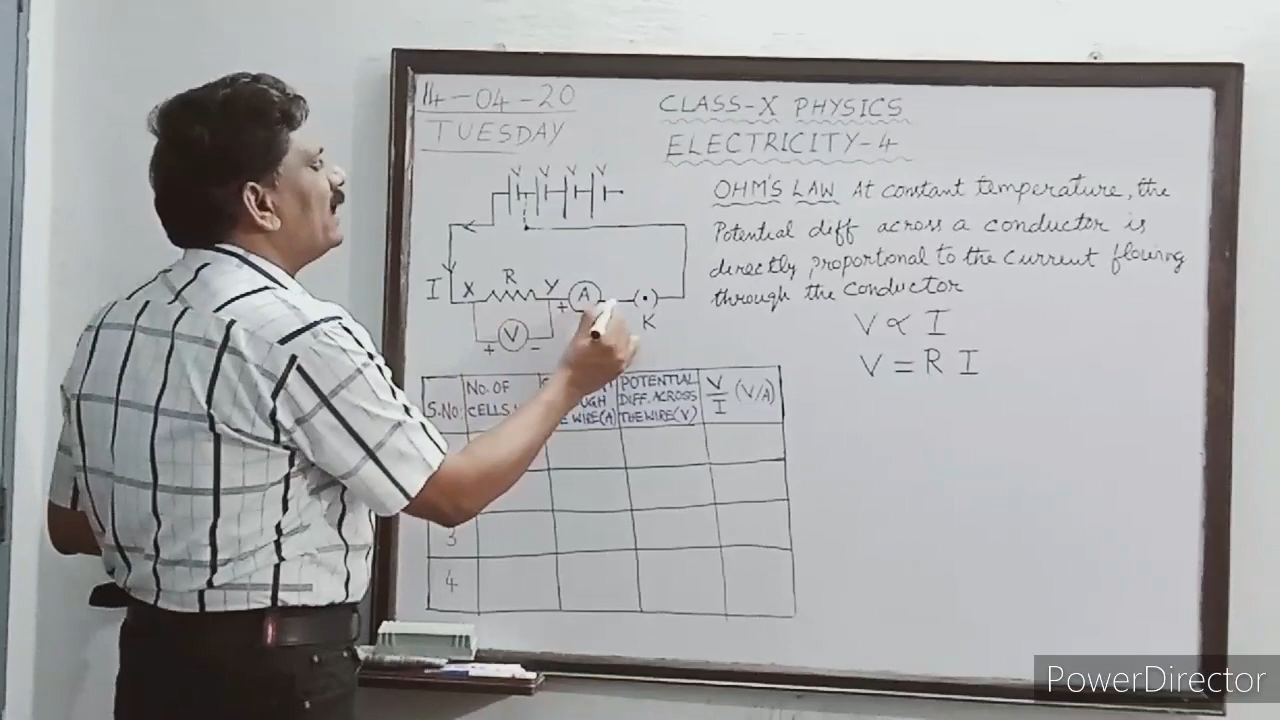 14-04-20
TUESDAY
CLASS-X PHYSICS
ELECTRICITY-4
OHM'S LAW At constant temperature, the
Potential diff across a conductor is
directly proportonal to the current flowing
through the conductor
V ∝ I
V = R I
V V V V
I X R Y + A K
+ V -
S.NO. NO. OF CELLS WIRE(A) POTENTIAL DIFF. ACROSS THE WIRE(V) V/I (V/A)
3
4
PowerDirector